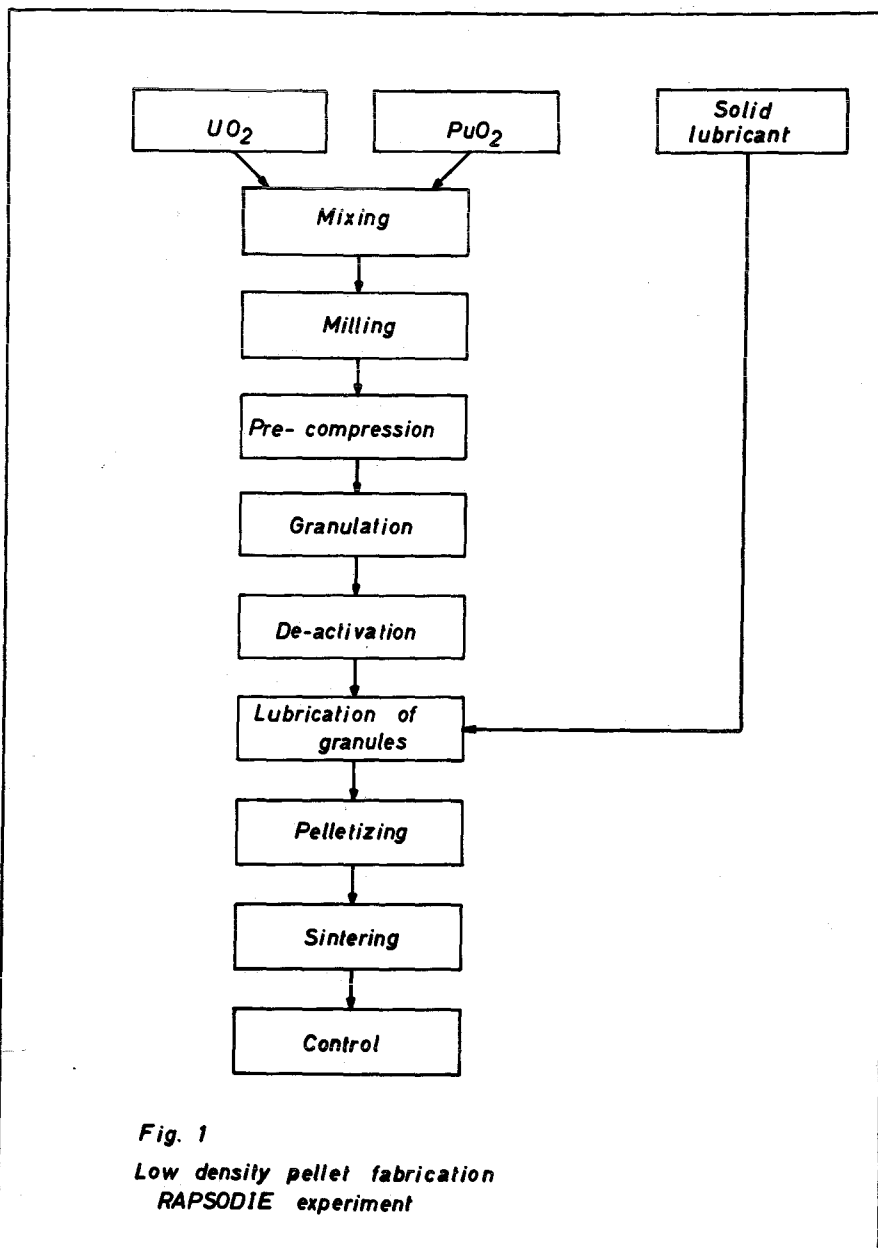 UO2
PuO2
Solid
lubricant
Mixing
Milling
Pre- compression
Granulation
De-activation
Lubrication of
granules
Pelletizing
Sintering
Control
Fig. 1
Low density pellet fabrication
RAPSODIE experiment